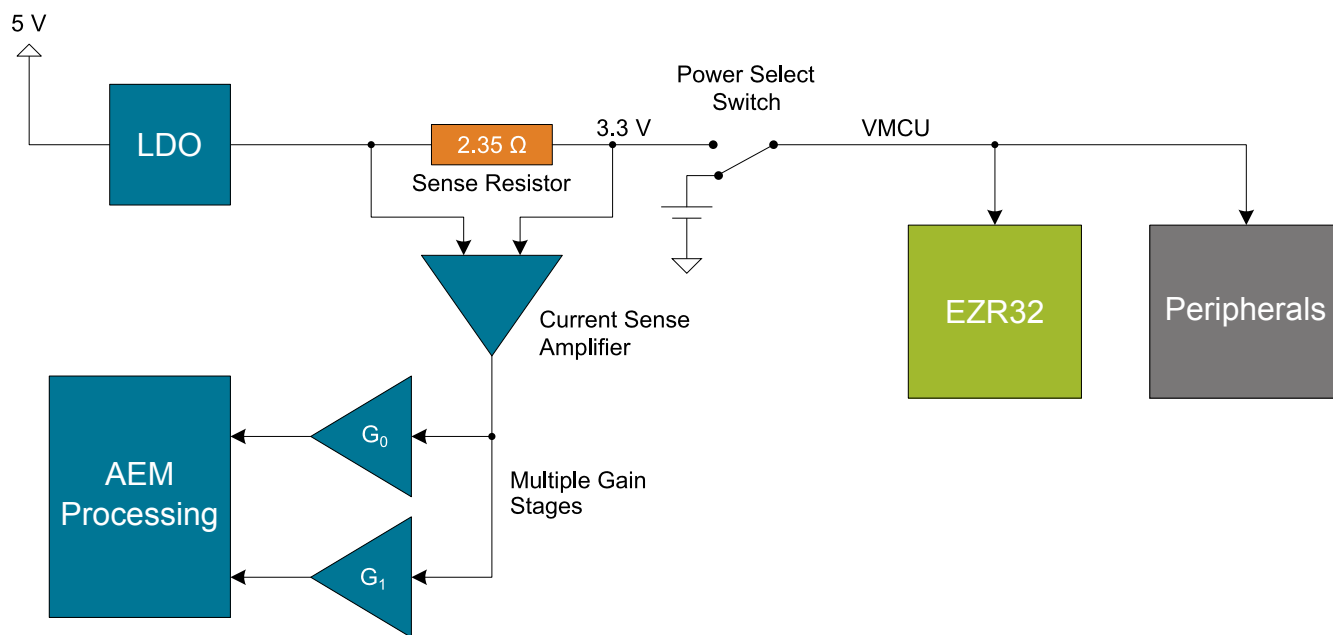 5 V
Power Select
Switch
LDO
2.35 Ω
3.3 V
VMCU
Sense Resistor
EZR32
Peripherals
Current Sense
Amplifier
AEM
Processing
G₀
Multiple Gain
Stages
G₁